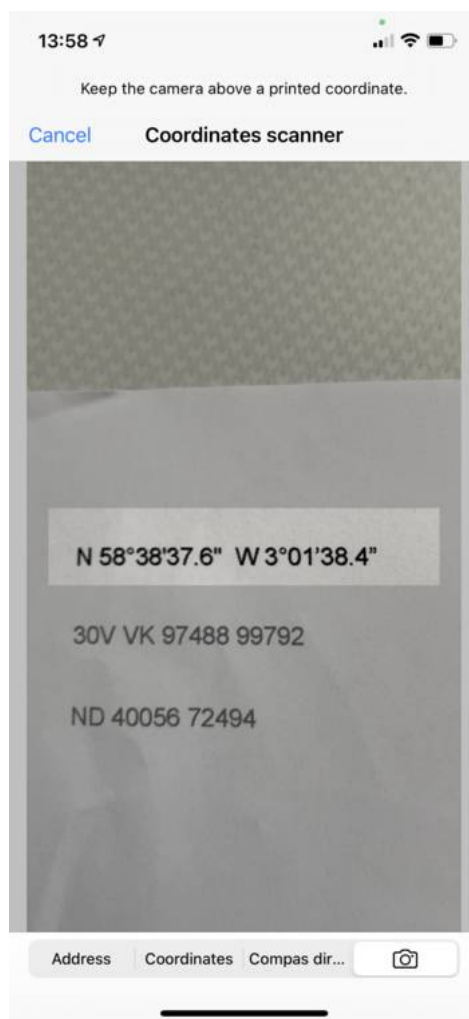 13:58
Keep the camera above a printed coordinate.
Cancel Coordinates scanner
N 58°38'37.6" W 3°01'38.4"
30V VK 97488 99792
ND 40056 72494
Address Coordinates Compas dir...